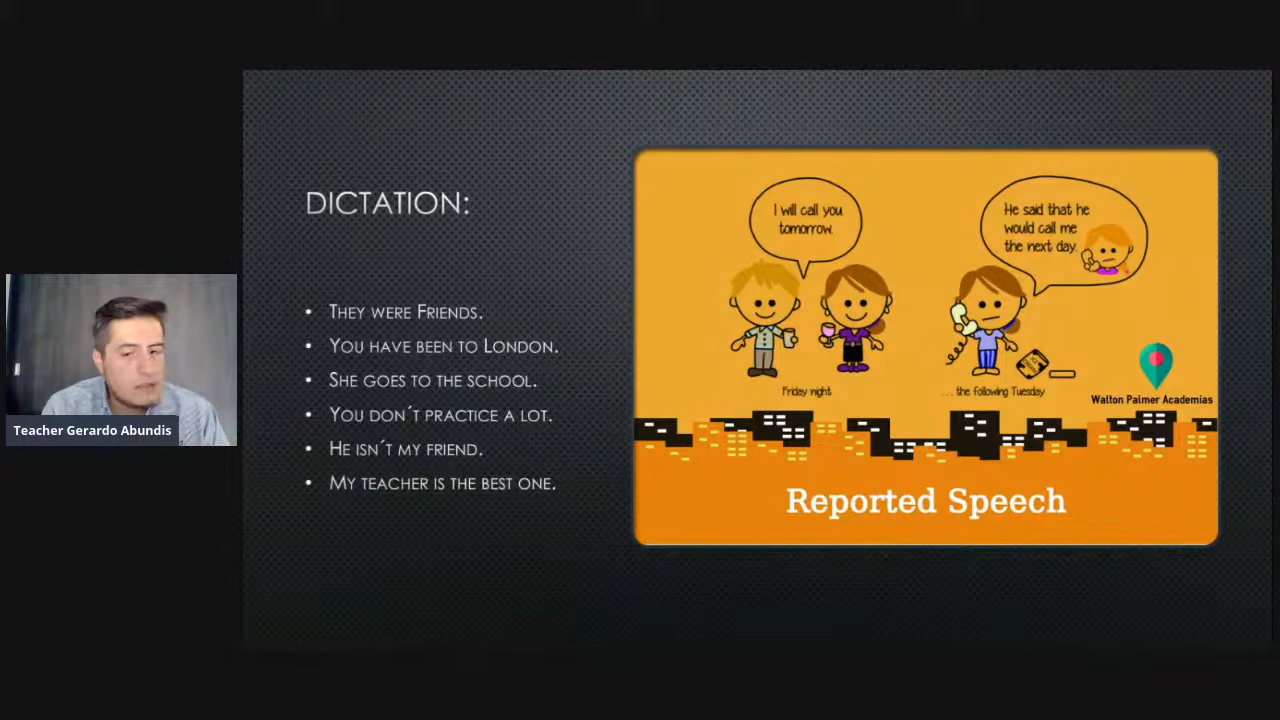 DICTATION:
THEY WERE FRIENDS.
YOU HAVE BEEN TO LONDON.
SHE GOES TO THE SCHOOL.
YOU DON´T PRACTICE A LOT.
HE ISN´T MY FRIEND.
MY TEACHER IS THE BEST ONE.
Teacher Gerardo Abundis
I will call you
tomorrow.
He said that he
would call me
the next day.
Friday night
...the following Tuesday
Walton Palmer Academias
Reported Speech